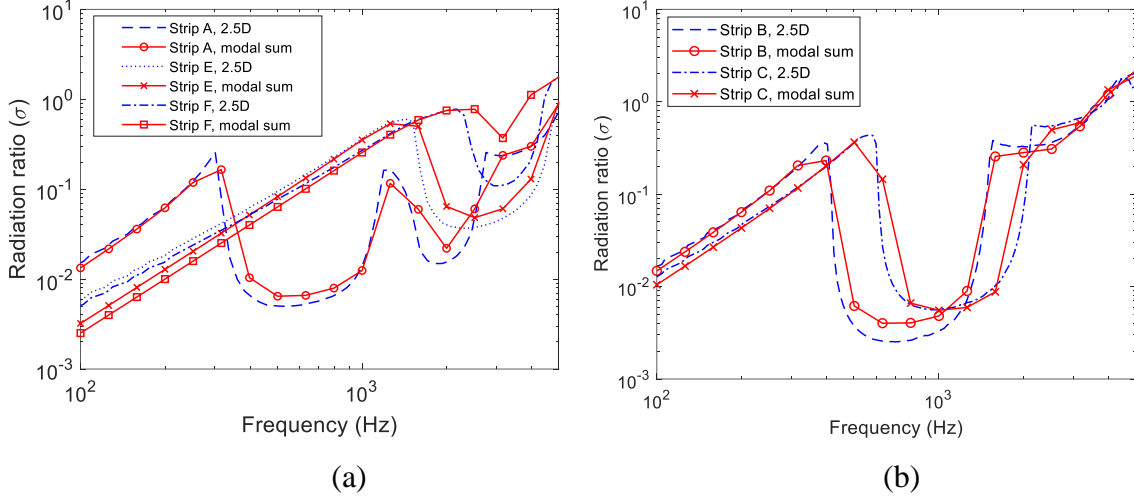 Strip A, 2.5D
Strip A, modal sum
Strip E, 2.5D
Strip E, modal sum
Strip F, 2.5D
Strip F, modal sum
10^1
10^0
10^-1
10^-2
10^-3
Radiation ratio (σ)
10^2
10^3
Frequency (Hz)
(a)
Strip B, 2.5D
Strip B, modal sum
Strip C, 2.5D
Strip C, modal sum
10^1
10^0
10^-1
10^-2
10^-3
Radiation ratio (σ)
10^2
10^3
Frequency (Hz)
(b)